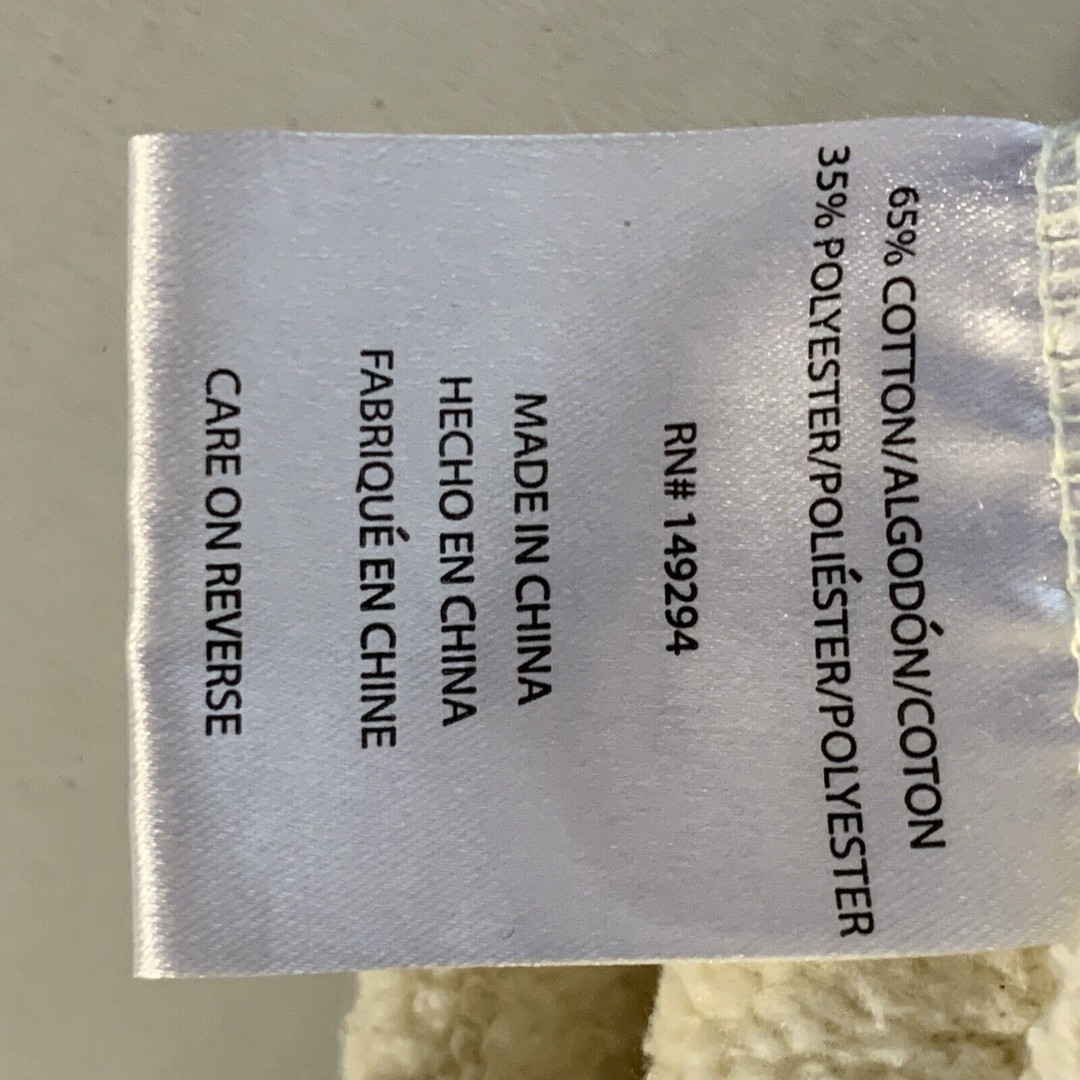 65% COTTON/ALGODÓN/COTON
35% POLYESTER/POLIÉSTER/POLYESTER
RN# 149294
MADE IN CHINA
HECHO EN CHINA
FABRIQUÉ EN CHINE
CARE ON REVERSE